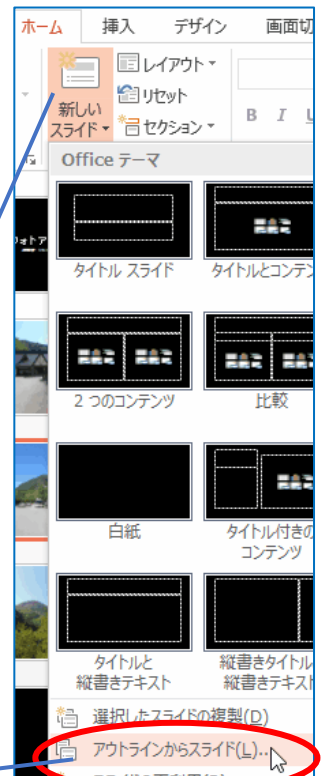 ホーム 挿入 デザイン 画面切
レイアウト
リセット
新しい
スライド セクション
B I U
Office テーマ
タイトル スライド タイトルとコンテン
2 つのコンテンツ 比較
白紙 タイトル付きの
コンテンツ
タイトルと 縦書きタイトル
縦書きテキスト 縦書きテキスト
選択したスライドの複製(D)
アウトラインからスライド(L)...